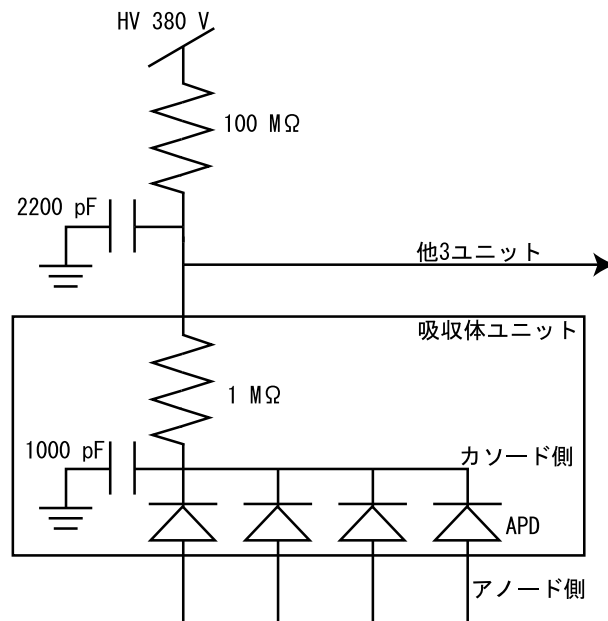 HV 380 V
100 MΩ
2200 pF
他3ユニット
吸収体ユニット
1 MΩ
1000 pF
カソード側
APD
アノード側